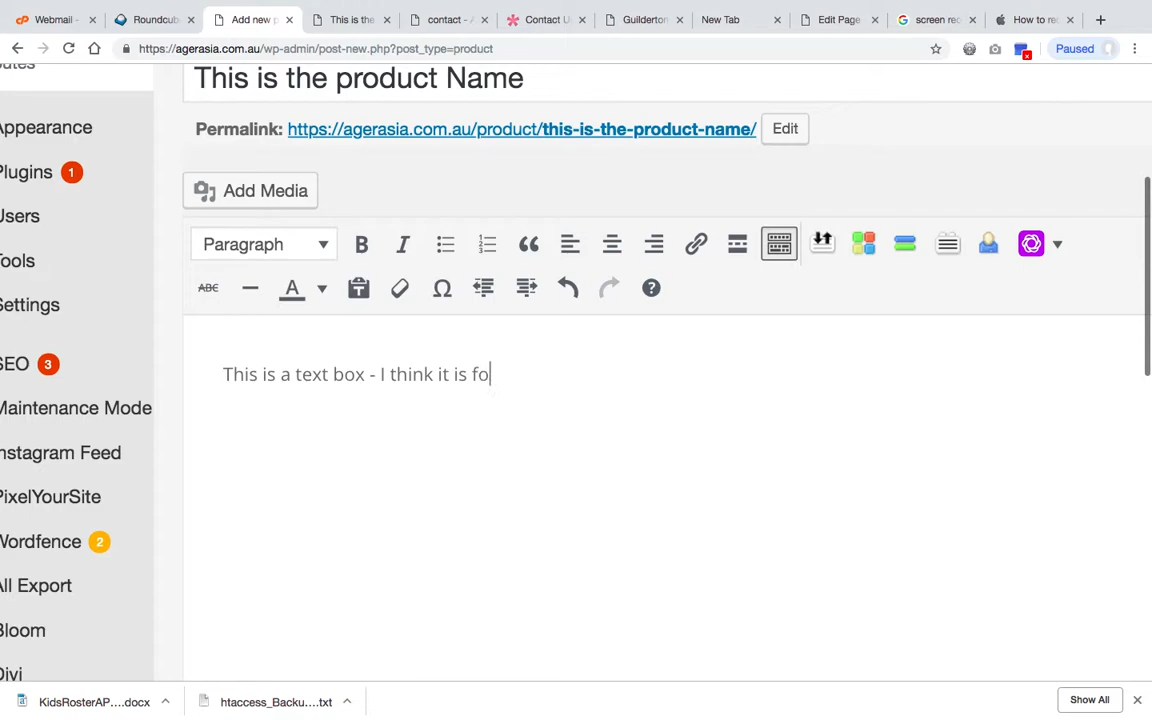 Webmail -
Roundcub
Add new p
This is the
contact - A
Contact U
Guilderton
New Tab
Edit Page
screen rec
How to rec
https://agerasia.com.au/wp-admin/post-new.php?post_type=product
Paused
This is the product Name
Appearance
Permalink: https://agerasia.com.au/product/this-is-the-product-name/ Edit
Plugins 1
Add Media
Users
Paragraph B I
Tools
ABC A
Settings
SEO 3
This is a text box - I think it is fo
Maintenance Mode
Instagram Feed
PixelYourSite
Wordfence 2
All Export
Bloom
Divi
KidsRosterAP....docx
htaccess_Backu....txt
Show All